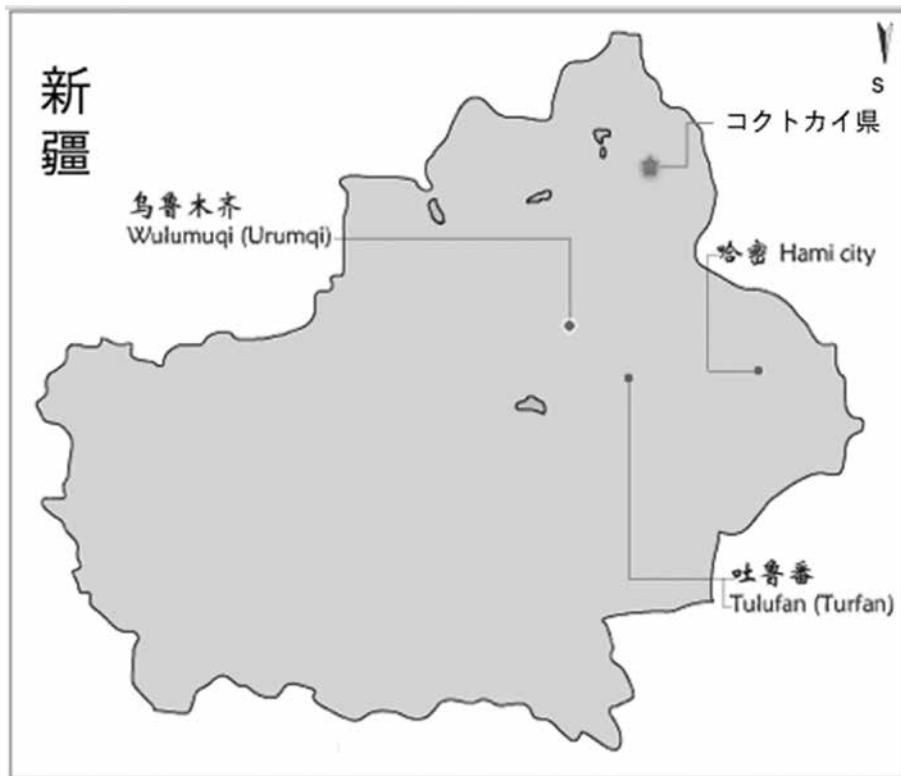 新疆
S
コクトカイ県
乌鲁木齐
Wulumuqi (Urumqi)
哈密 Hami city
吐鲁番
Tulufan (Turfan)